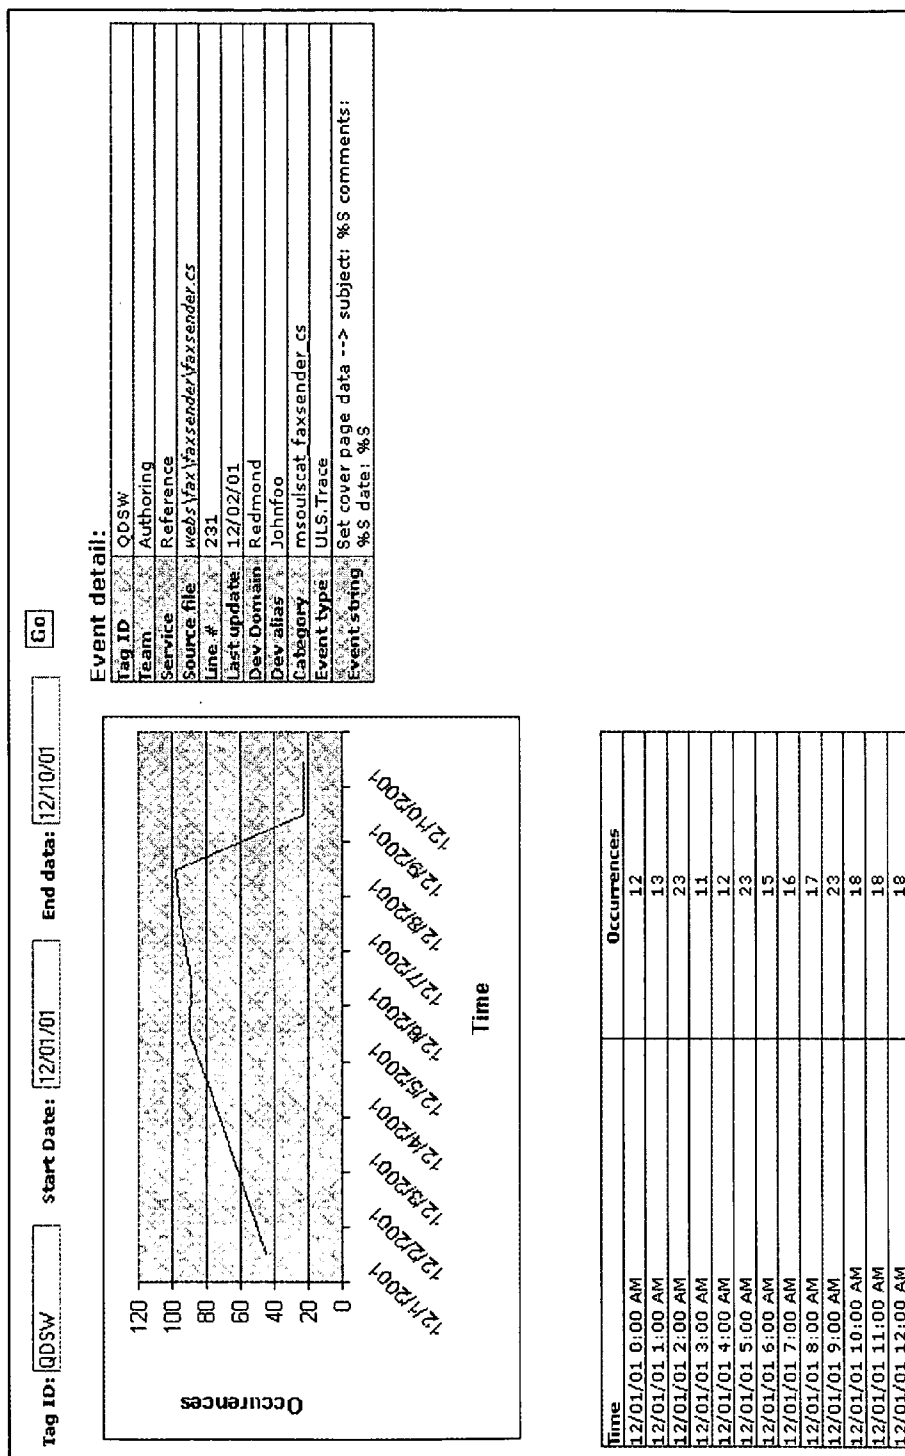 Tag ID: QDSW Start Date: 12/01/01 End data: 12/10/01 Go
Occurences
120
100
80
60
40
20
0
12/1/2001
12/2/2001
12/3/2001
12/4/2001
12/5/2001
12/6/2001
12/7/2001
12/8/2001
12/9/2001
12/10/2001
Time
Event detail:
Tag ID QDSW
Team Authoring
Service Reference
Source file webs\fax\faxsender\faxsender.cs
Line # 231
Last update 12/02/01
Dev Domain Redmond
Dev alias Johnfoo
Category msoulscat_faxsender_cs
Event type ULS.Trace
Event string Set cover page data --> subject: %S comments:
%S date: %S
Time Occurrences
12/01/01 0:00 AM 12
12/01/01 1:00 AM 13
12/01/01 2:00 AM 23
12/01/01 3:00 AM 11
12/01/01 4:00 AM 12
12/01/01 5:00 AM 23
12/01/01 6:00 AM 15
12/01/01 7:00 AM 16
12/01/01 8:00 AM 17
12/01/01 9:00 AM 23
12/01/01 10:00 AM 18
12/01/01 11:00 AM 18
12/01/01 12:00 AM 18